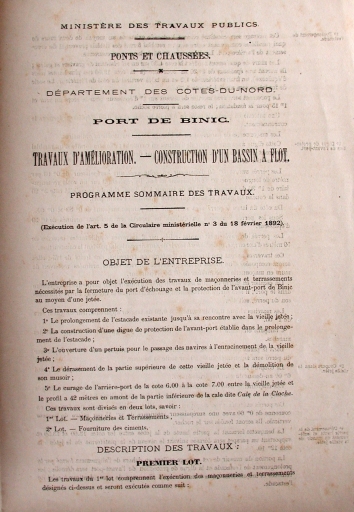 MINISTÈRE DES TRAVAUX PUBLICS.
PONTS ET CHAUSSÉES.
DÉPARTEMENT DES COTES-DU-NORD.
PORT DE BINIC.
TRAVAUX D'AMÉLIORATION. — CONSTRUCTION D'UN BASSIN A FLOT.
PROGRAMME SOMMAIRE DES TRAVAUX.
(Exécution de l'art. 5 de la Circulaire ministérielle n° 3 du 18 février 1892).
OBJET DE L'ENTREPRISE.
L'entreprise a pour objet l'exécution des travaux de maçonneries et terrassements
nécessités par la fermeture du port d'échouage et la protection de l'avant-port de Binic
au moyen d'une jetée.
Ces travaux comprennent :
1° Le prolongement de l'estacade existante jusqu'à sa rencontre avec la vieille jetée ;
2° La construction d'une digue de protection de l'avant-port établie dans le prolonge-
ment de l'estacade ;
3° L'ouverture d'un pertuis pour le passage des navires à l'enracinement de la vieille
jetée ;
4° Le dérasement de la partie supérieure de cette vieille jetée et la démolition de
son musoir ;
5° Le curage de l'arrière-port de la cote 6,00 à la cote 7,00 entre la vieille jetée et
le profil à 42 mètres en amont de la partie inférieure de la cale dite Cale de la Cloche.
Ces travaux sont divisés en deux lots, savoir :
1er Lot. — Maçonneries et Terrassements.
2e Lot. — Fourniture des ciments.
DESCRIPTION DES TRAVAUX :
PREMIER LOT.
Les travaux du 1er lot comprennent l'exécution des maçonneries et terrassements
désignés ci-dessus et seront exécutés comme suit :